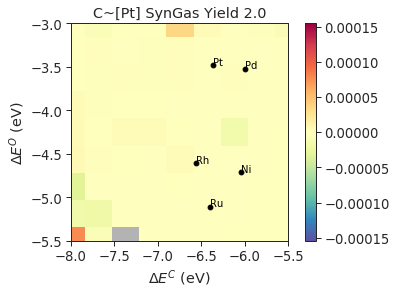 C~[Pt] SynGas Yield 2.0
−3.0
−3.5
−4.0
−4.5
−5.0
−5.5
ΔE^O (eV)
Pt
Pd
Rh
Ni
Ru
−8.0 −7.5 −7.0 −6.5 −6.0 −5.5
ΔE^C (eV)
0.00015
0.00010
0.00005
0.00000
−0.00005
−0.00010
−0.00015